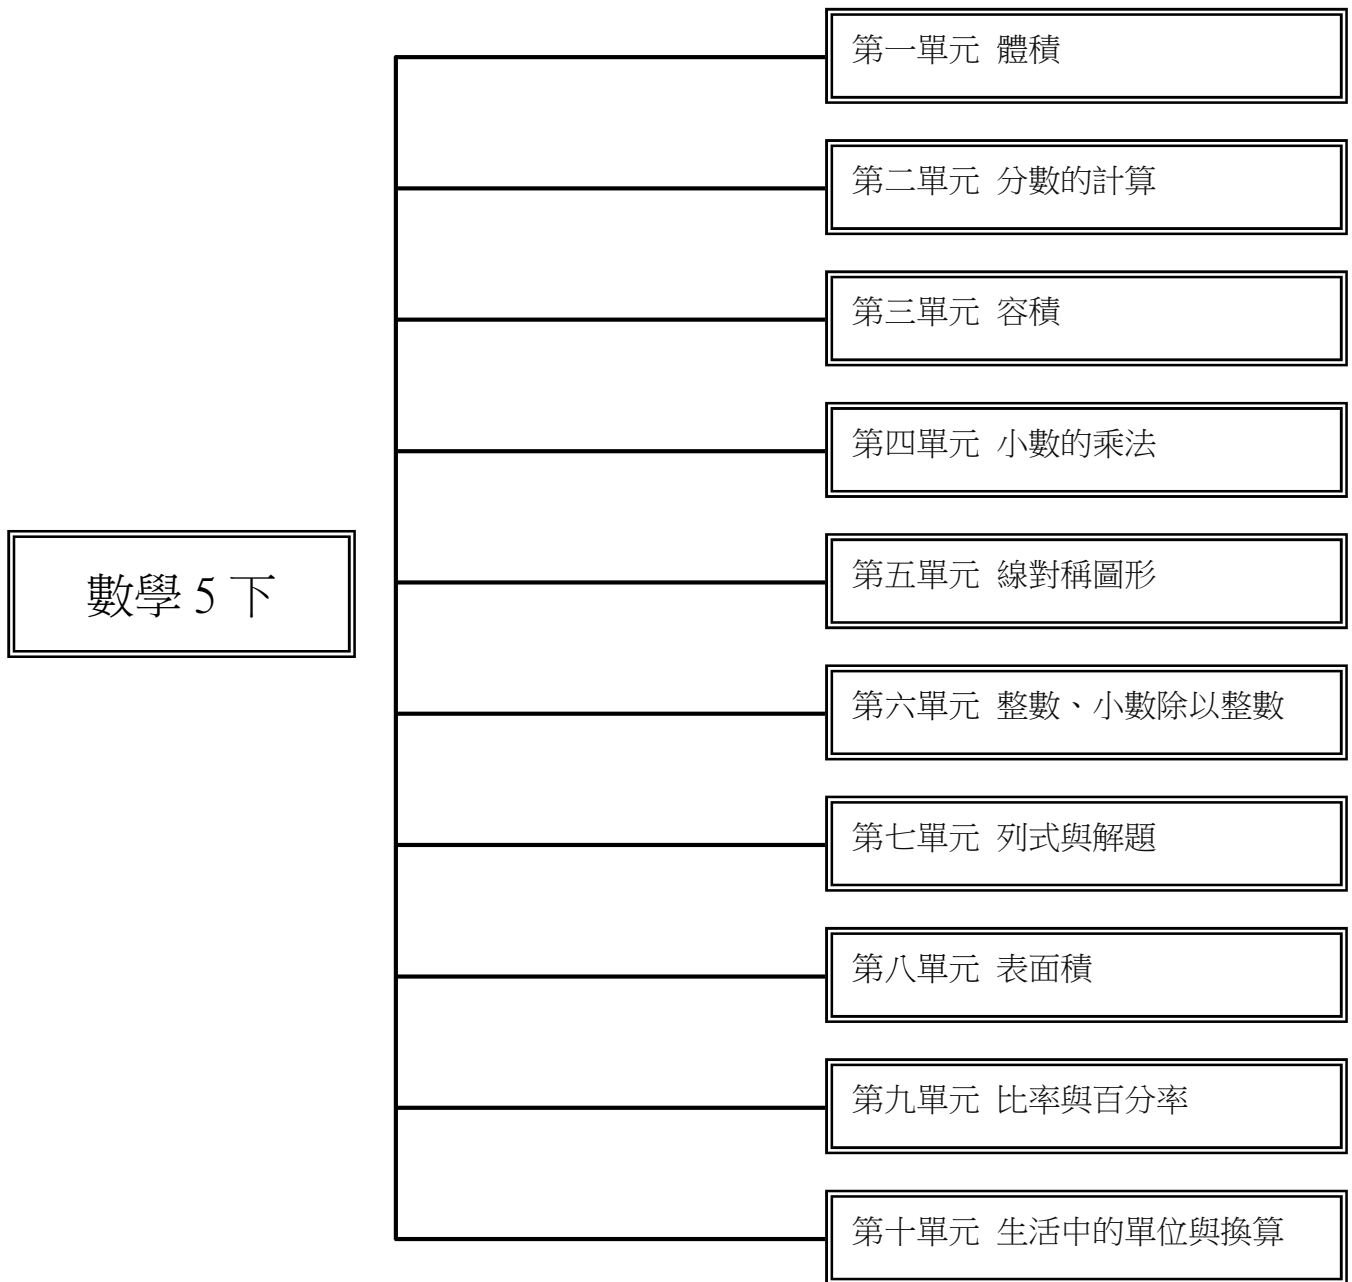 數學 5 下
第一單元 體積
第二單元 分數的計算
第三單元 容積
第四單元 小數的乘法
第五單元 線對稱圖形
第六單元 整數、小數除以整數
第七單元 列式與解題
第八單元 表面積
第九單元 比率與百分率
第十單元 生活中的單位與換算